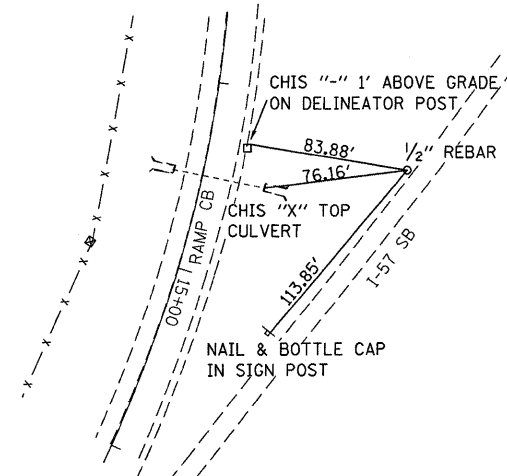 CHIS "-" 1' ABOVE GRADE
ON DELINEATOR POST
83.88'
1/2" REBAR
76.16'
CHIS "X" TOP
CULVERT
RAMP CB
15+00
113.85'
I-57 SB
NAIL & BOTTLE CAP
IN SIGN POST